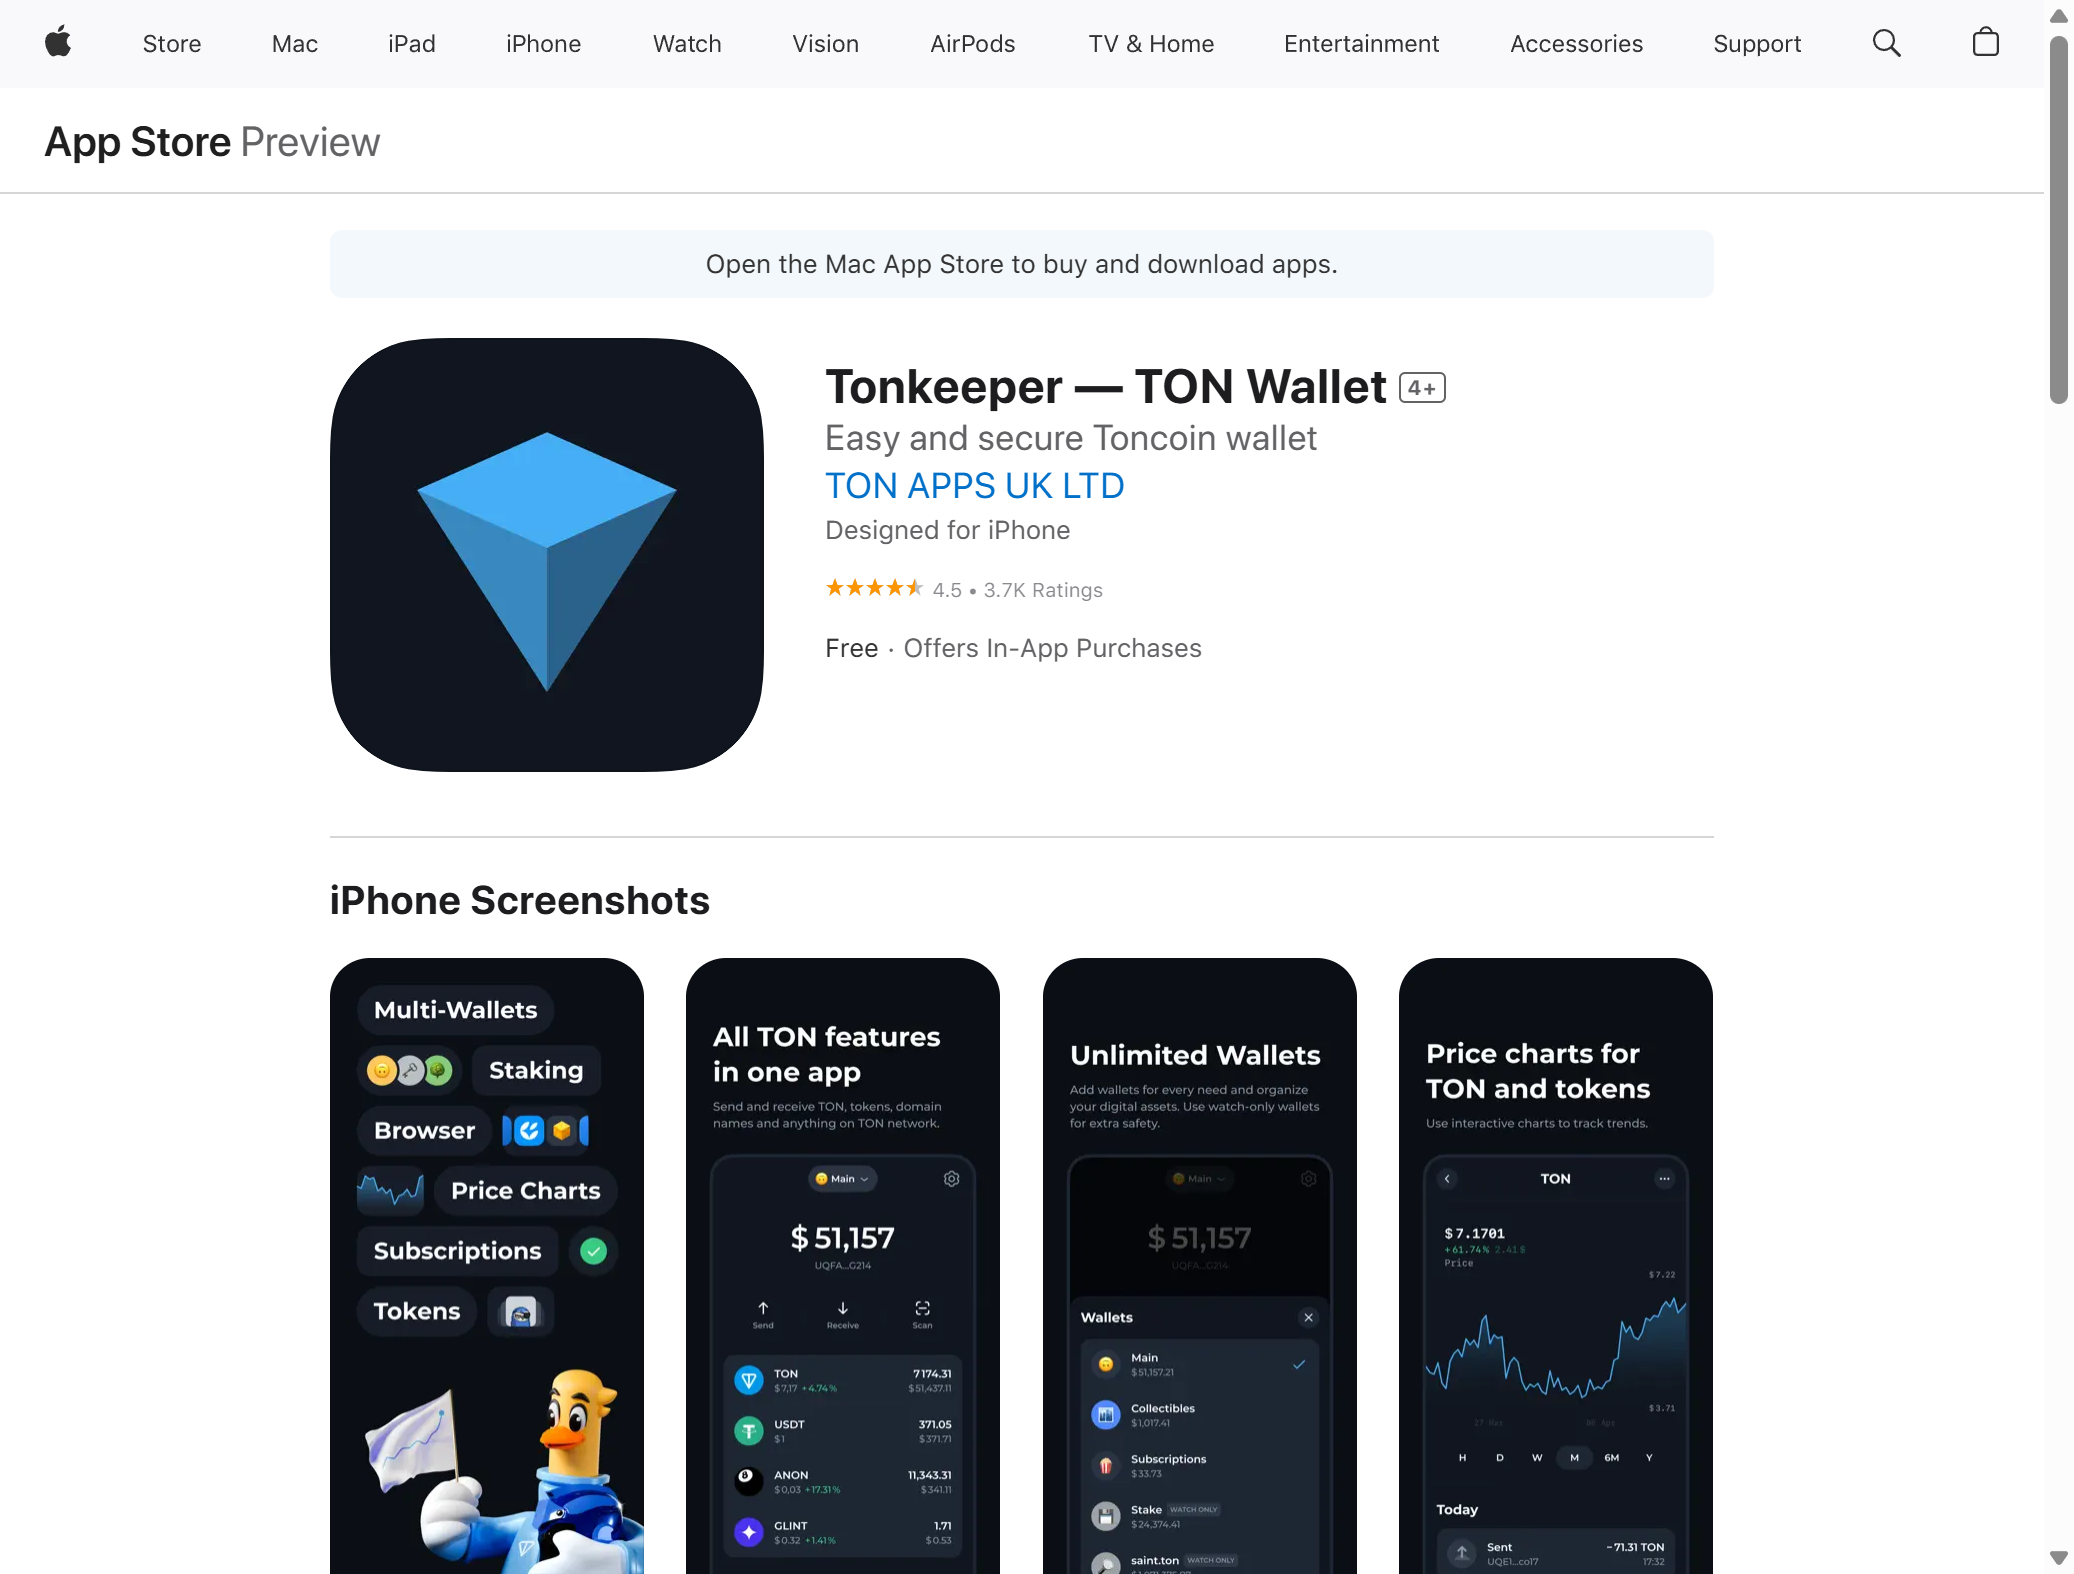 Store
Mac
iPad
iPhone
Watch
Vision
AirPods
TV & Home
Entertainment
Accessories
Support
App Store Preview
Open the Mac App Store to buy and download apps.
Tonkeeper — TON Wallet 4+
Easy and secure Toncoin wallet
TON APPS UK LTD
Designed for iPhone
4.5 • 3.7K Ratings
Free · Offers In-App Purchases
iPhone Screenshots
Multi-Wallets
Staking
Browser
Price Charts
Subscriptions
Tokens
All TON features
in one app
Send and receive TON, tokens, domain
names and anything on TON network.
Main
$ 51,157
UQFA...G214
Send
Receive
Scan
TON 7 174.31
$ 7,17 +4.74% $ 51,437.11
USDT 371.05
$ 1 $ 371.71
ANON 11,343.31
$ 0,03 +17.31% $ 341.11
GLINT 1.71
$ 0.32 +1.41% $ 0.53
Unlimited Wallets
Add wallets for every need and organize
your digital assets. Use watch-only wallets
for extra safety.
Main
$ 51,157
UQFA...G214
Wallets
Main
$ 51,157.21
Collectibles
$ 1,017.41
Subscriptions
$ 33.73
Stake WATCH ONLY
$ 24,374.41
saint.ton WATCH ONLY
Price charts for
TON and tokens
Use interactive charts to track trends.
TON
$ 7.1701
+61.74% 2.41 $
Price
$ 7.22
$ 3.71
27 Mar
06 Apr
H
D
W
M
6M
Y
Today
Sent −71.31 TON
UQE1...co17 17:32